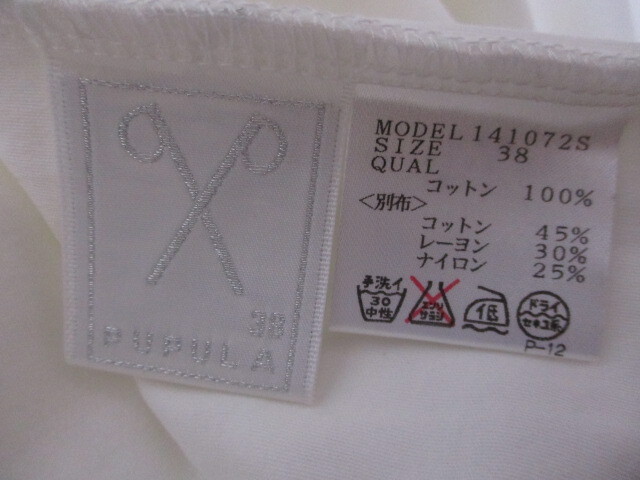 38
PUPULA
MODEL 141072S
SIZE 38
QUAL
コットン 100%
<別布>
コットン 45%
レーヨン 30%
ナイロン 25%
手洗イ
30
中性
エンソ
サラシ
低
ドライ
セキユ系
P-12